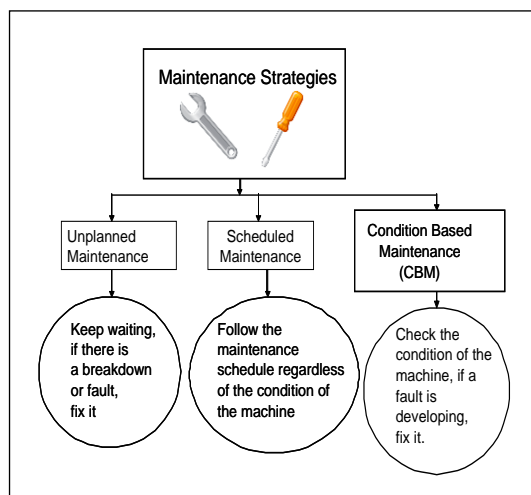 Maintenance Strategies
Unplanned
Maintenance
Scheduled
Maintenance
Condition Based
Maintenance
(CBM)
Keep waiting,
if there is
a breakdown
or fault,
fix it
Follow the
maintenance
schedule regardless
of the condition of
the machine
Check the
condition of the
machine, if a
fault is
developing,
fix it.